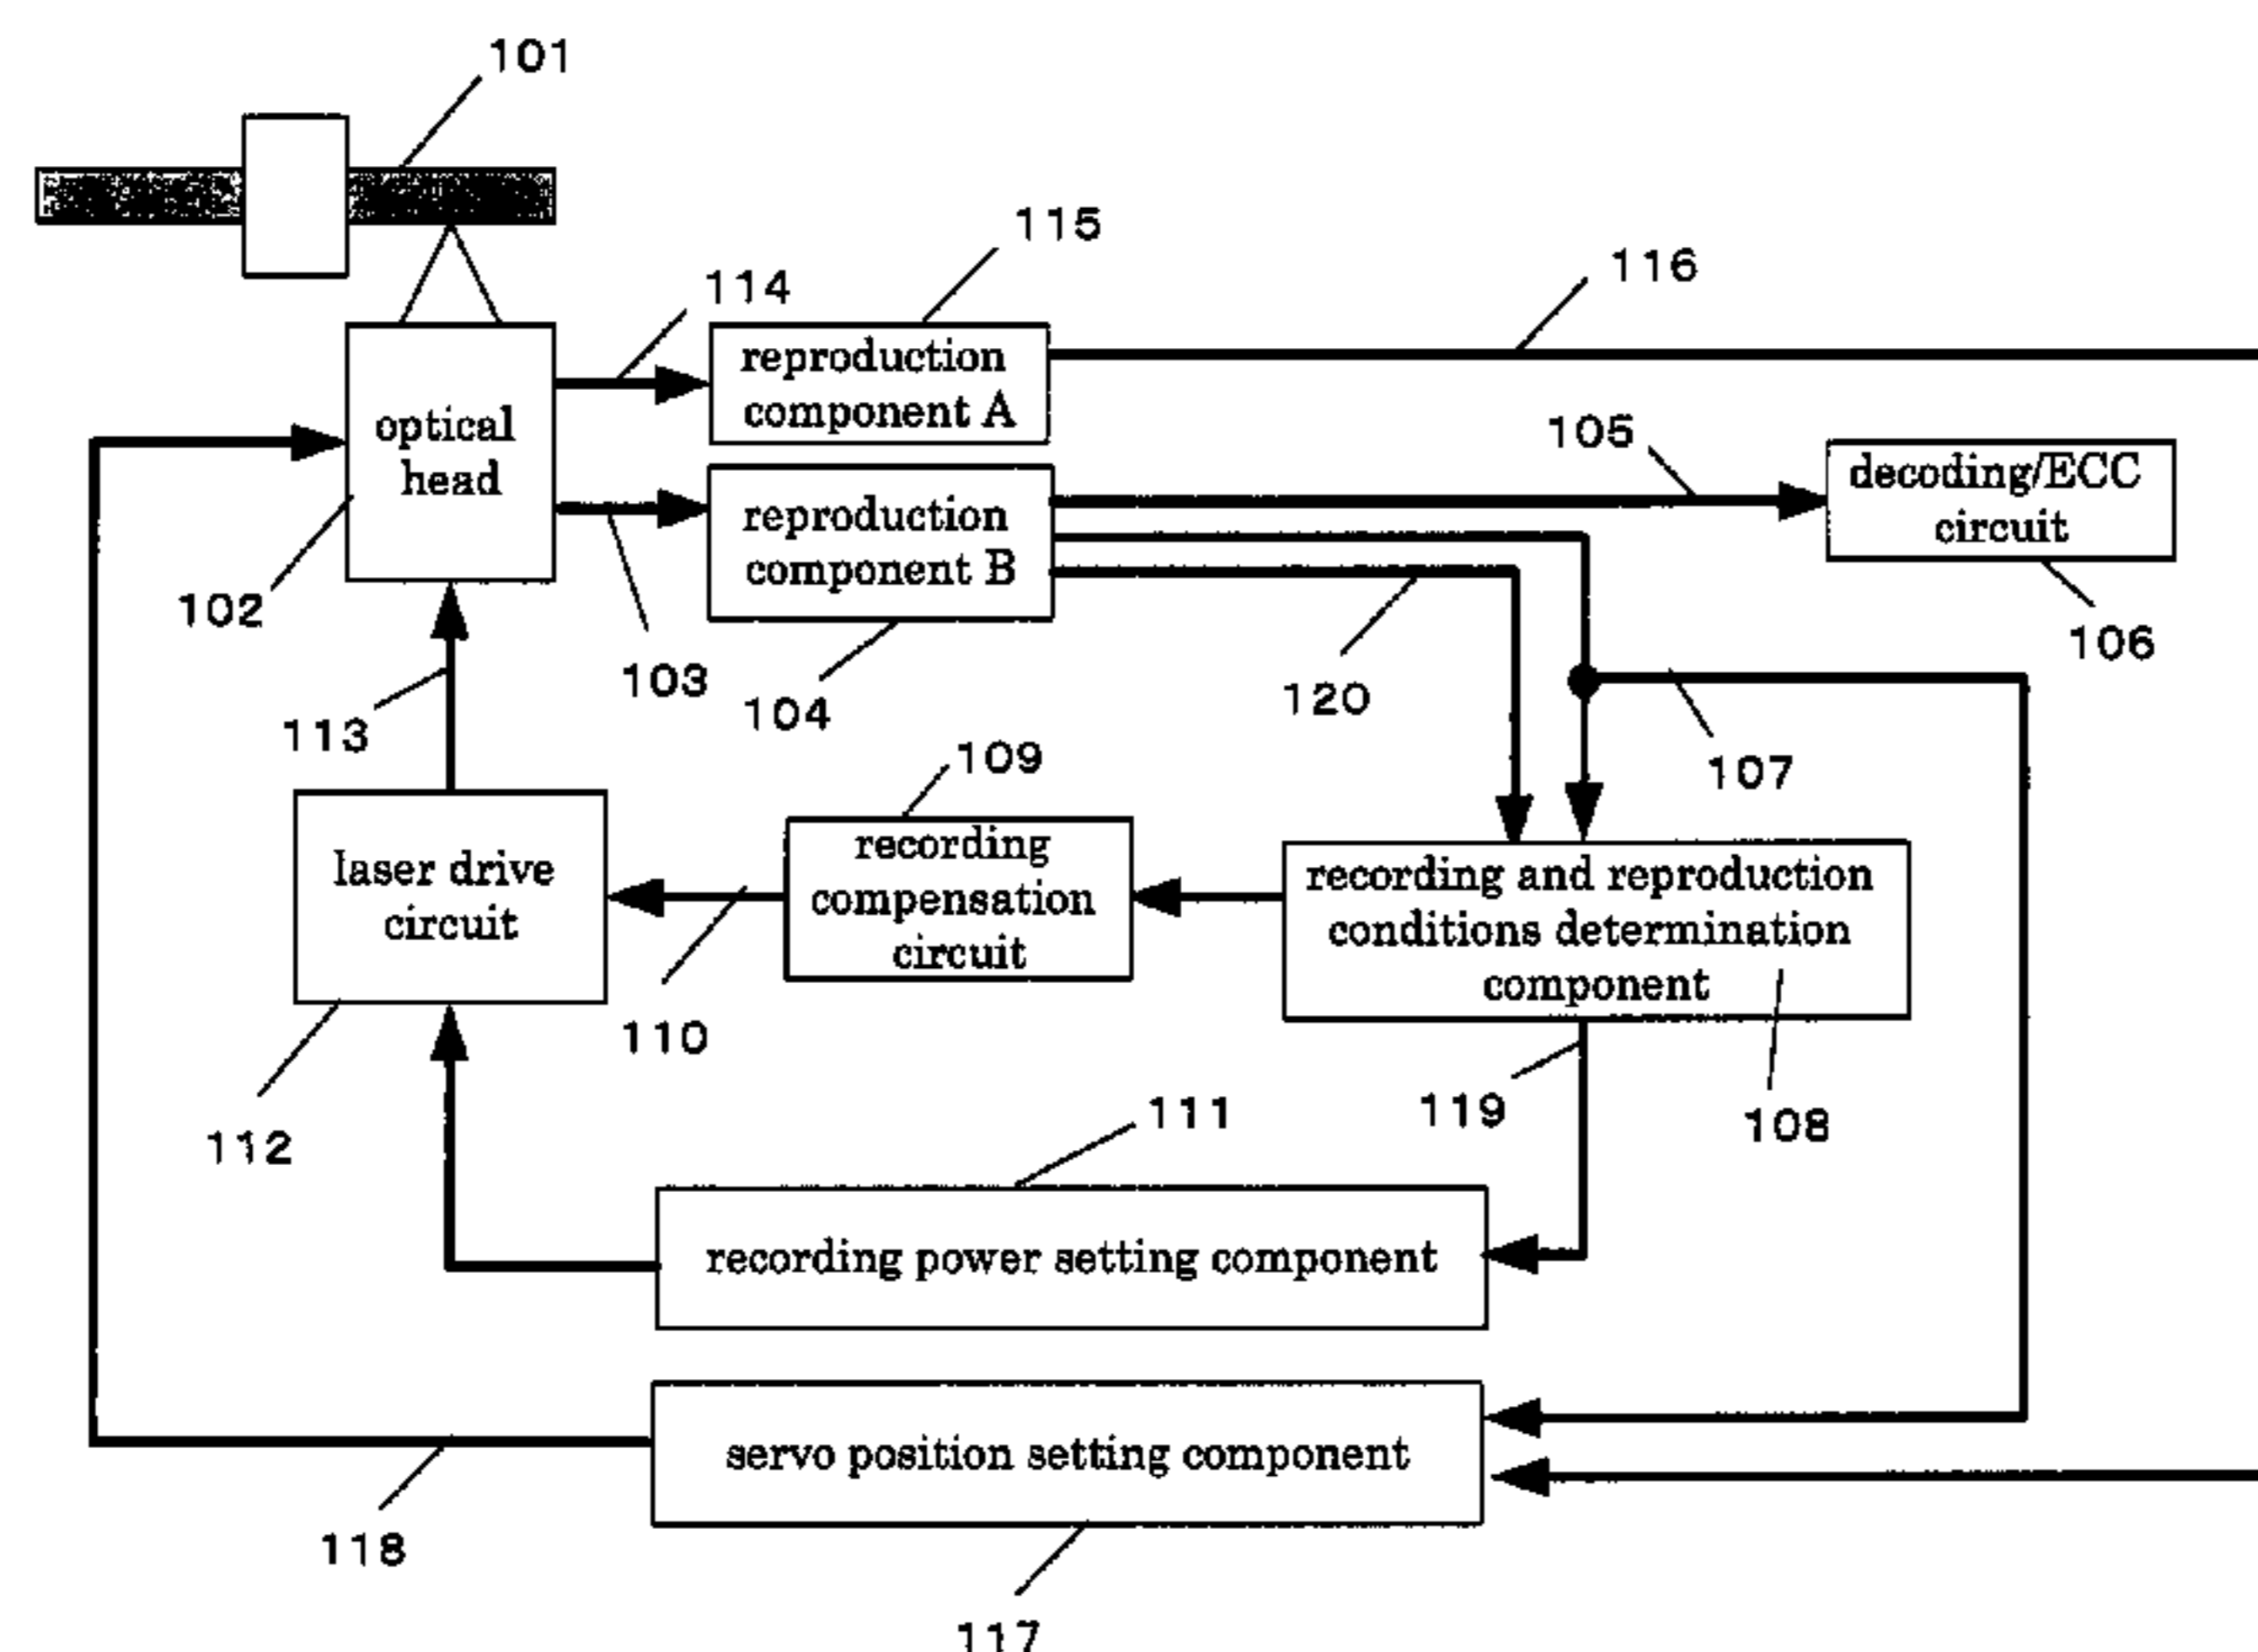 101
115
114
116
reproduction
component A
optical
head
105
decoding/ECC
circuit
reproduction
component B
102
103
104
120
106
113
109
107
laser drive
circuit
recording
compensation
circuit
recording and reproduction
conditions determination
component
110
112
111
119
108
recording power setting component
servo position setting component
118
117